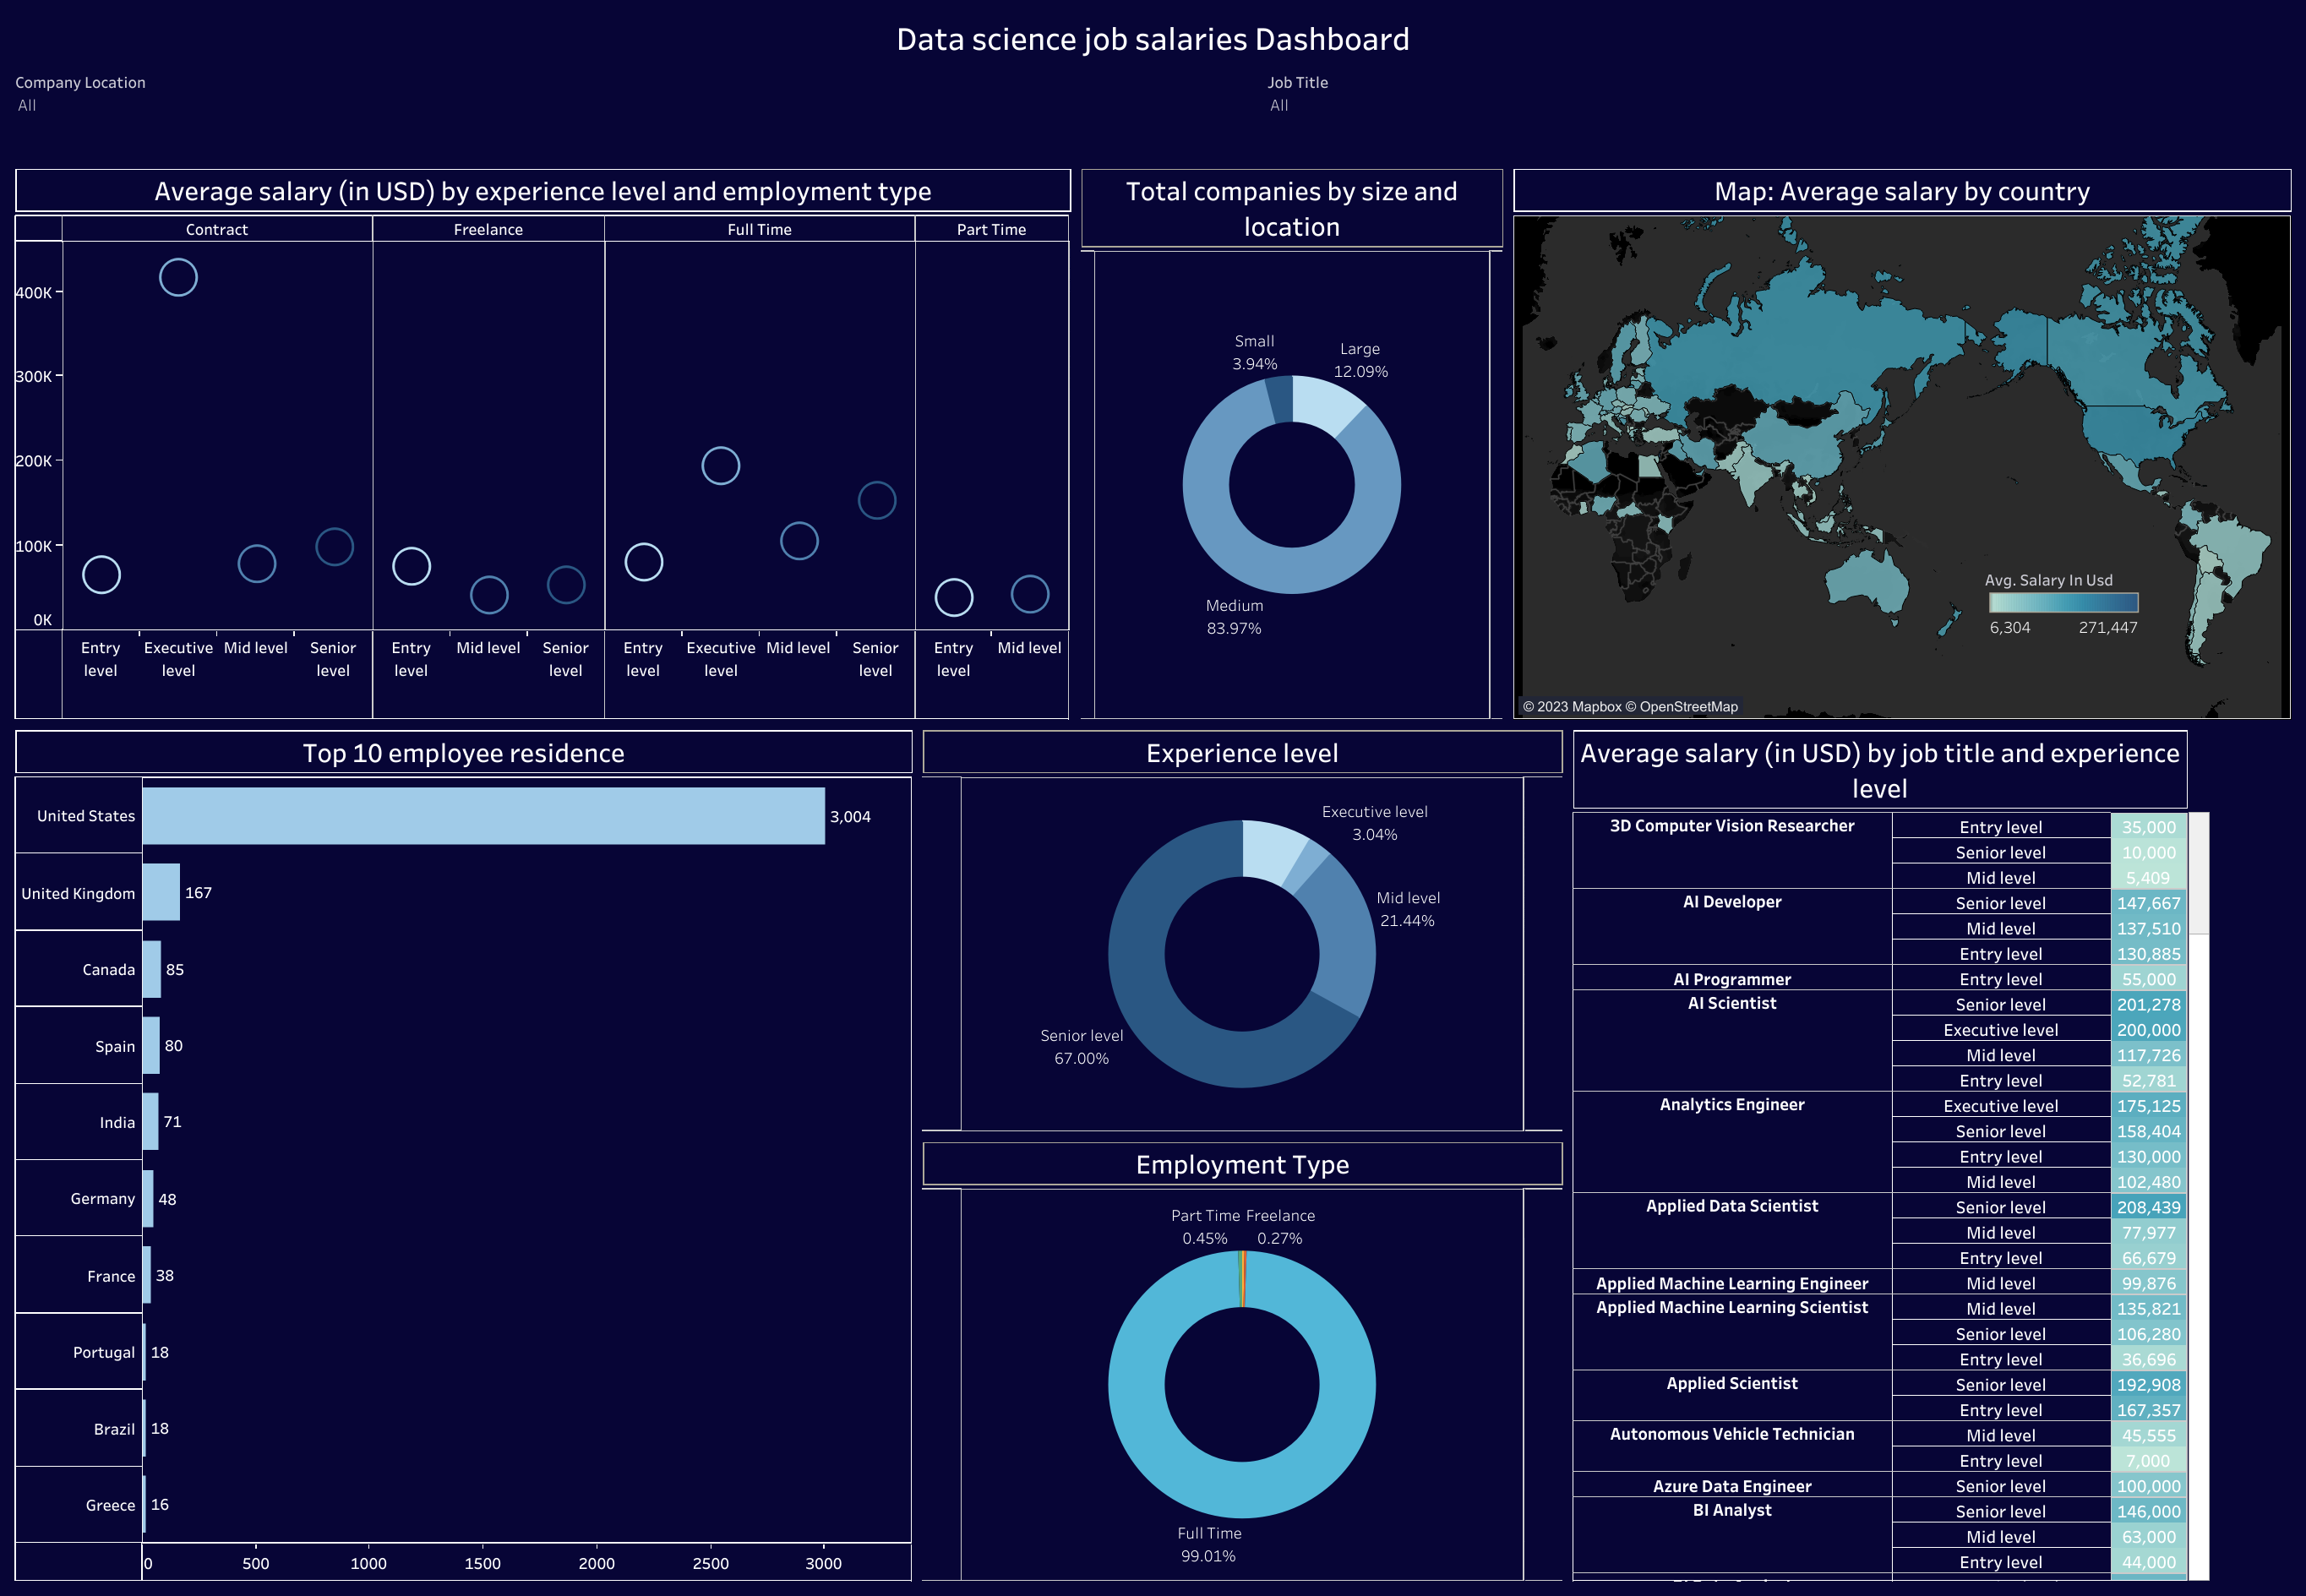 Data science job salaries Dashboard
Company Location
All
Job Title
All
Average salary (in USD) by experience level and employment type
Contract
Freelance
Full Time
Part Time
400K
300K
200K
100K
0K
Entry
level
Executive
level
Mid level
Senior
level
Entry
level
Mid level
Senior
level
Entry
level
Executive
level
Mid level
Senior
level
Entry
level
Mid level
Total companies by size and
location
Small
3.94%
Large
12.09%
Medium
83.97%
Map: Average salary by country
Avg. Salary In Usd
6,304
271,447
© 2023 Mapbox © OpenStreetMap
Top 10 employee residence
United States
3,004
United Kingdom
167
Canada
85
Spain
80
India
71
Germany
48
France
38
Portugal
18
Brazil
18
Greece
16
0
500
1000
1500
2000
2500
3000
Experience level
Executive level
3.04%
Mid level
21.44%
Senior level
67.00%
Employment Type
Part Time
0.45%
Freelance
0.27%
Full Time
99.01%
Average salary (in USD) by job title and experience
level
3D Computer Vision Researcher Entry level 35,000
Senior level 10,000
Mid level 5,409
AI Developer Senior level 147,667
Mid level 137,510
Entry level 130,885
AI Programmer Entry level 55,000
AI Scientist Senior level 201,278
Executive level 200,000
Mid level 117,726
Entry level 52,781
Analytics Engineer Executive level 175,125
Senior level 158,404
Entry level 130,000
Mid level 102,480
Applied Data Scientist Senior level 208,439
Mid level 77,977
Entry level 66,679
Applied Machine Learning Engineer Mid level 99,876
Applied Machine Learning Scientist Mid level 135,821
Senior level 106,280
Entry level 36,696
Applied Scientist Senior level 192,908
Entry level 167,357
Autonomous Vehicle Technician Mid level 45,555
Entry level 7,000
Azure Data Engineer Senior level 100,000
BI Analyst Senior level 146,000
Mid level 63,000
Entry level 44,000